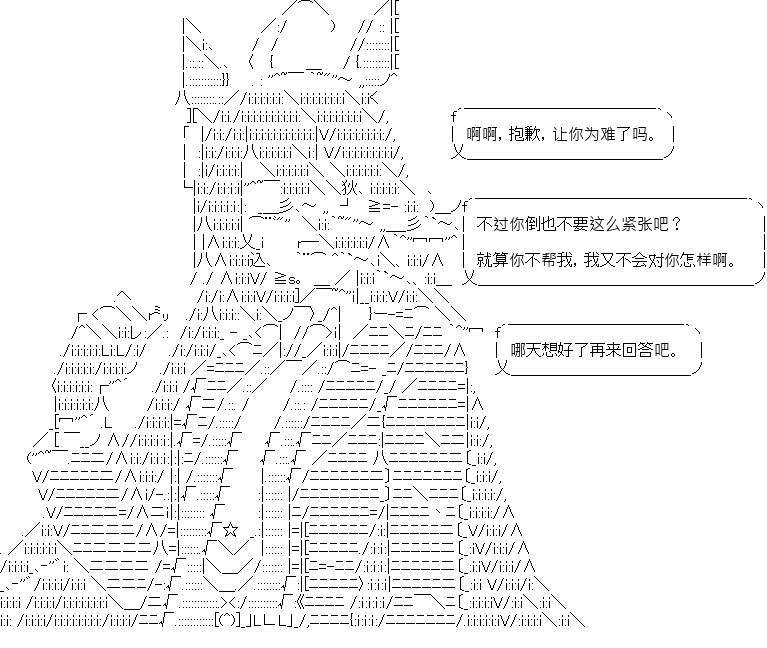 啊啊，抱歉，让你为难了吗。
不过你倒也不要这么紧张吧？
就算你不帮我，我又不会对你怎样啊。
哪天想好了再来回答吧。